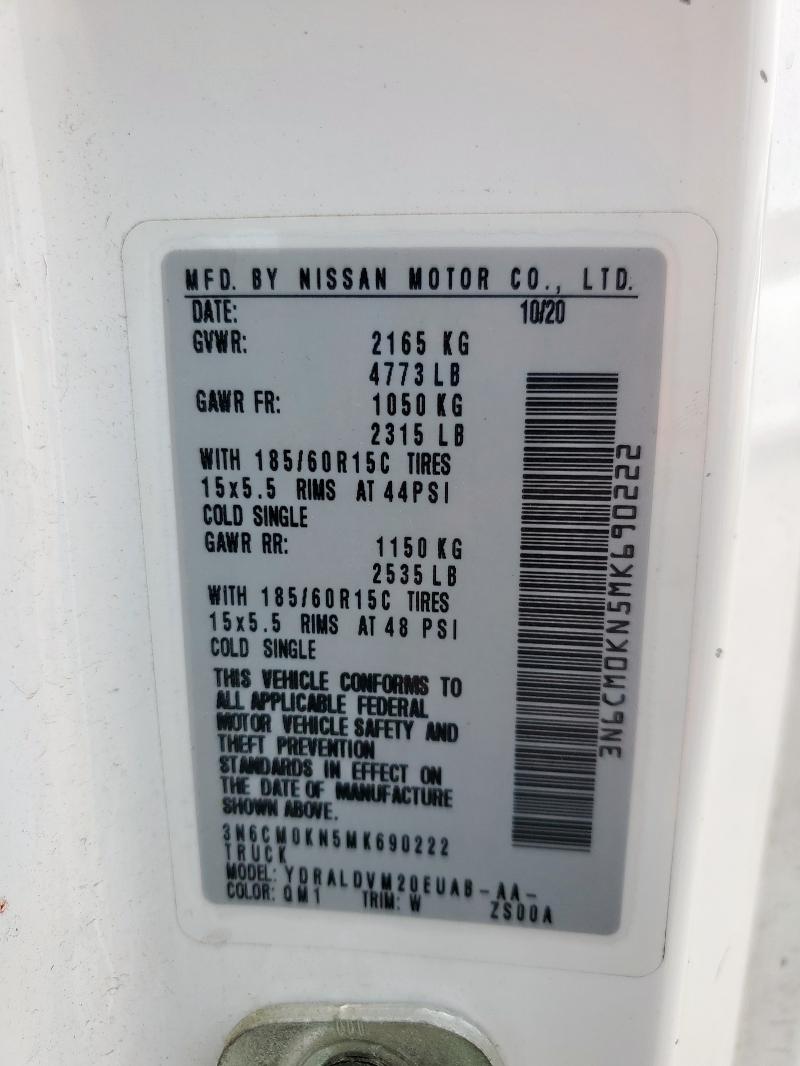 MFD. BY NISSAN MOTOR CO., LTD.
DATE: 10/20
GVWR: 2165 KG
4773 LB
GAWR FR: 1050 KG
2315 LB
WITH 185/60R15C TIRES
15x5.5 RIMS AT 44PSI
COLD SINGLE
GAWR RR: 1150 KG
2535 LB
WITH 185/60R15C TIRES
15x5.5 RIMS AT 48 PSI
COLD SINGLE
THIS VEHICLE CONFORMS TO
ALL APPLICABLE FEDERAL
MOTOR VEHICLE SAFETY AND
THEFT PREVENTION
STANDARDS IN EFFECT ON
THE DATE OF MANUFACTURE
SHOWN ABOVE.
3N6CM0KN5MK690222
TRUCK
MODEL: YDRALDVM20EUAB-AA-
COLOR: QM1 TRIM: W ZS00A
3N6CM0KN5MK690222